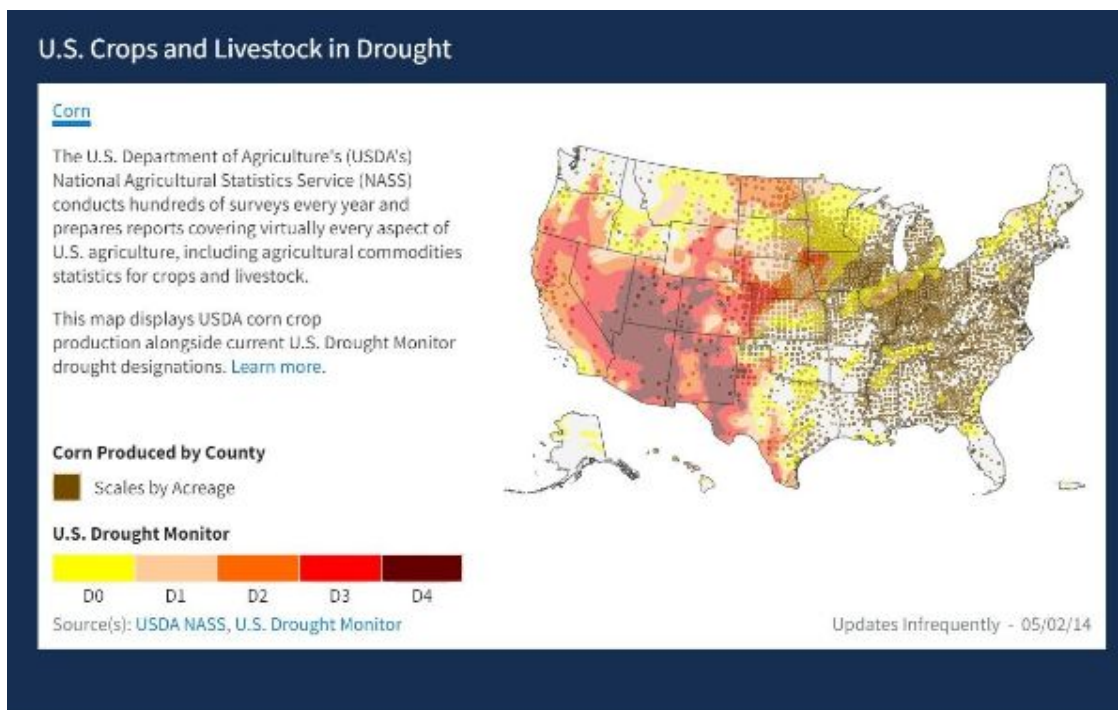 U.S. Crops and Livestock in Drought
Corn
The U.S. Department of Agriculture's (USDA's)
National Agricultural Statistics Service (NASS)
conducts hundreds of surveys every year and
prepares reports covering virtually every aspect of
U.S. agriculture, including agricultural commodities
statistics for crops and livestock.
This map displays USDA corn crop
production alongside current U.S. Drought Monitor
drought designations. Learn more.
Corn Produced by County
Scales by Acreage
U.S. Drought Monitor
D0 D1 D2 D3 D4
Source(s): USDA NASS, U.S. Drought Monitor
Updates Infrequently - 05/02/14